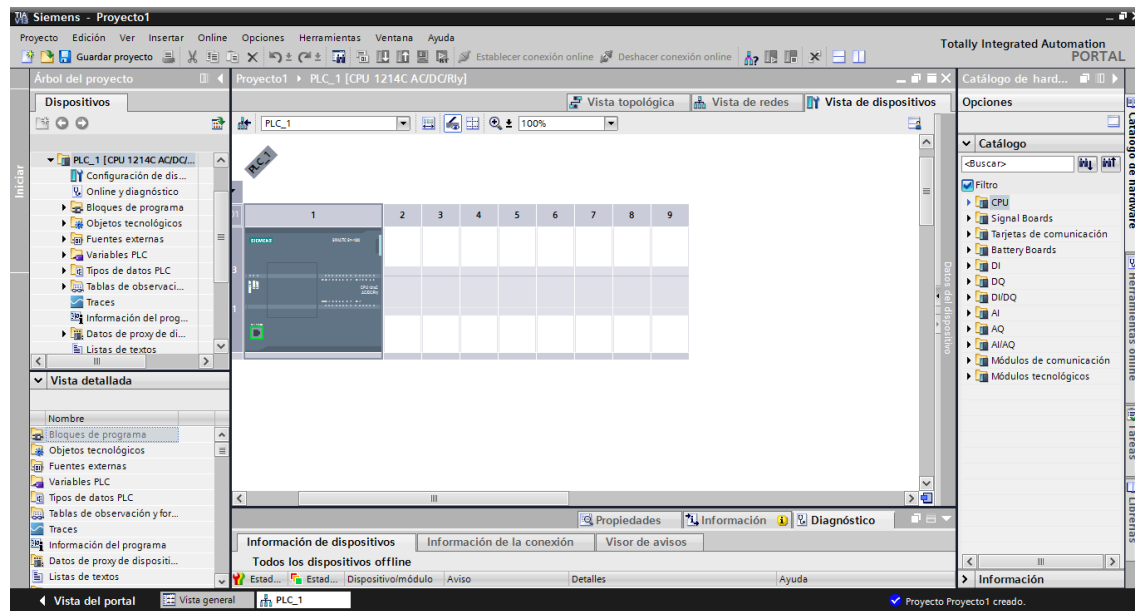 Siemens - Proyecto1
Proyecto Edición Ver Insertar Online Opciones Herramientas Ventana Ayuda
Guardar proyecto Establecer conexión online Deshacer conexión online
Totally Integrated Automation
PORTAL
Árbol del proyecto
Proyecto1 PLC_1 [CPU 1214C AC/DC/Rly]
Catálogo de hard...
Dispositivos
Vista topológica Vista de redes Vista de dispositivos
Opciones
PLC_1 100%
Iniciar
PLC_1 [CPU 1214C AC/DC/...
Configuración de dis...
Online y diagnóstico
Bloques de programa
Objetos tecnológicos
Fuentes externas
Variables PLC
Tipos de datos PLC
Tablas de observaci...
Traces
Información del prog...
Datos de proxy de di...
Listas de textos
Vista detallada
Nombre
Bloques de programa
Objetos tecnológicos
Fuentes externas
Variables PLC
Tipos de datos PLC
Tablas de observación y for...
Traces
Información del programa
Datos de proxy de dispositi...
Listas de textos
PLC_1
1 2 3 4 5 6 7 8 9
SIEMENS
Datos del dispositivo
Catálogo
<Buscar>
Filtro
CPU
Signal Boards
Tarjetas de comunicación
Battery Boards
DI
DQ
DI/DQ
AI
AQ
AI/AQ
Módulos de comunicación
Módulos tecnológicos
Información
Catálogo de hardware
Herramientas online
Tareas
Librerías
Propiedades Información Diagnóstico
Información de dispositivos Información de la conexión Visor de avisos
Todos los dispositivos offline
Estad... Estad... Dispositivo/módulo Aviso Detalles Ayuda
Vista del portal Vista general PLC_1
Proyecto Proyecto1 creado.